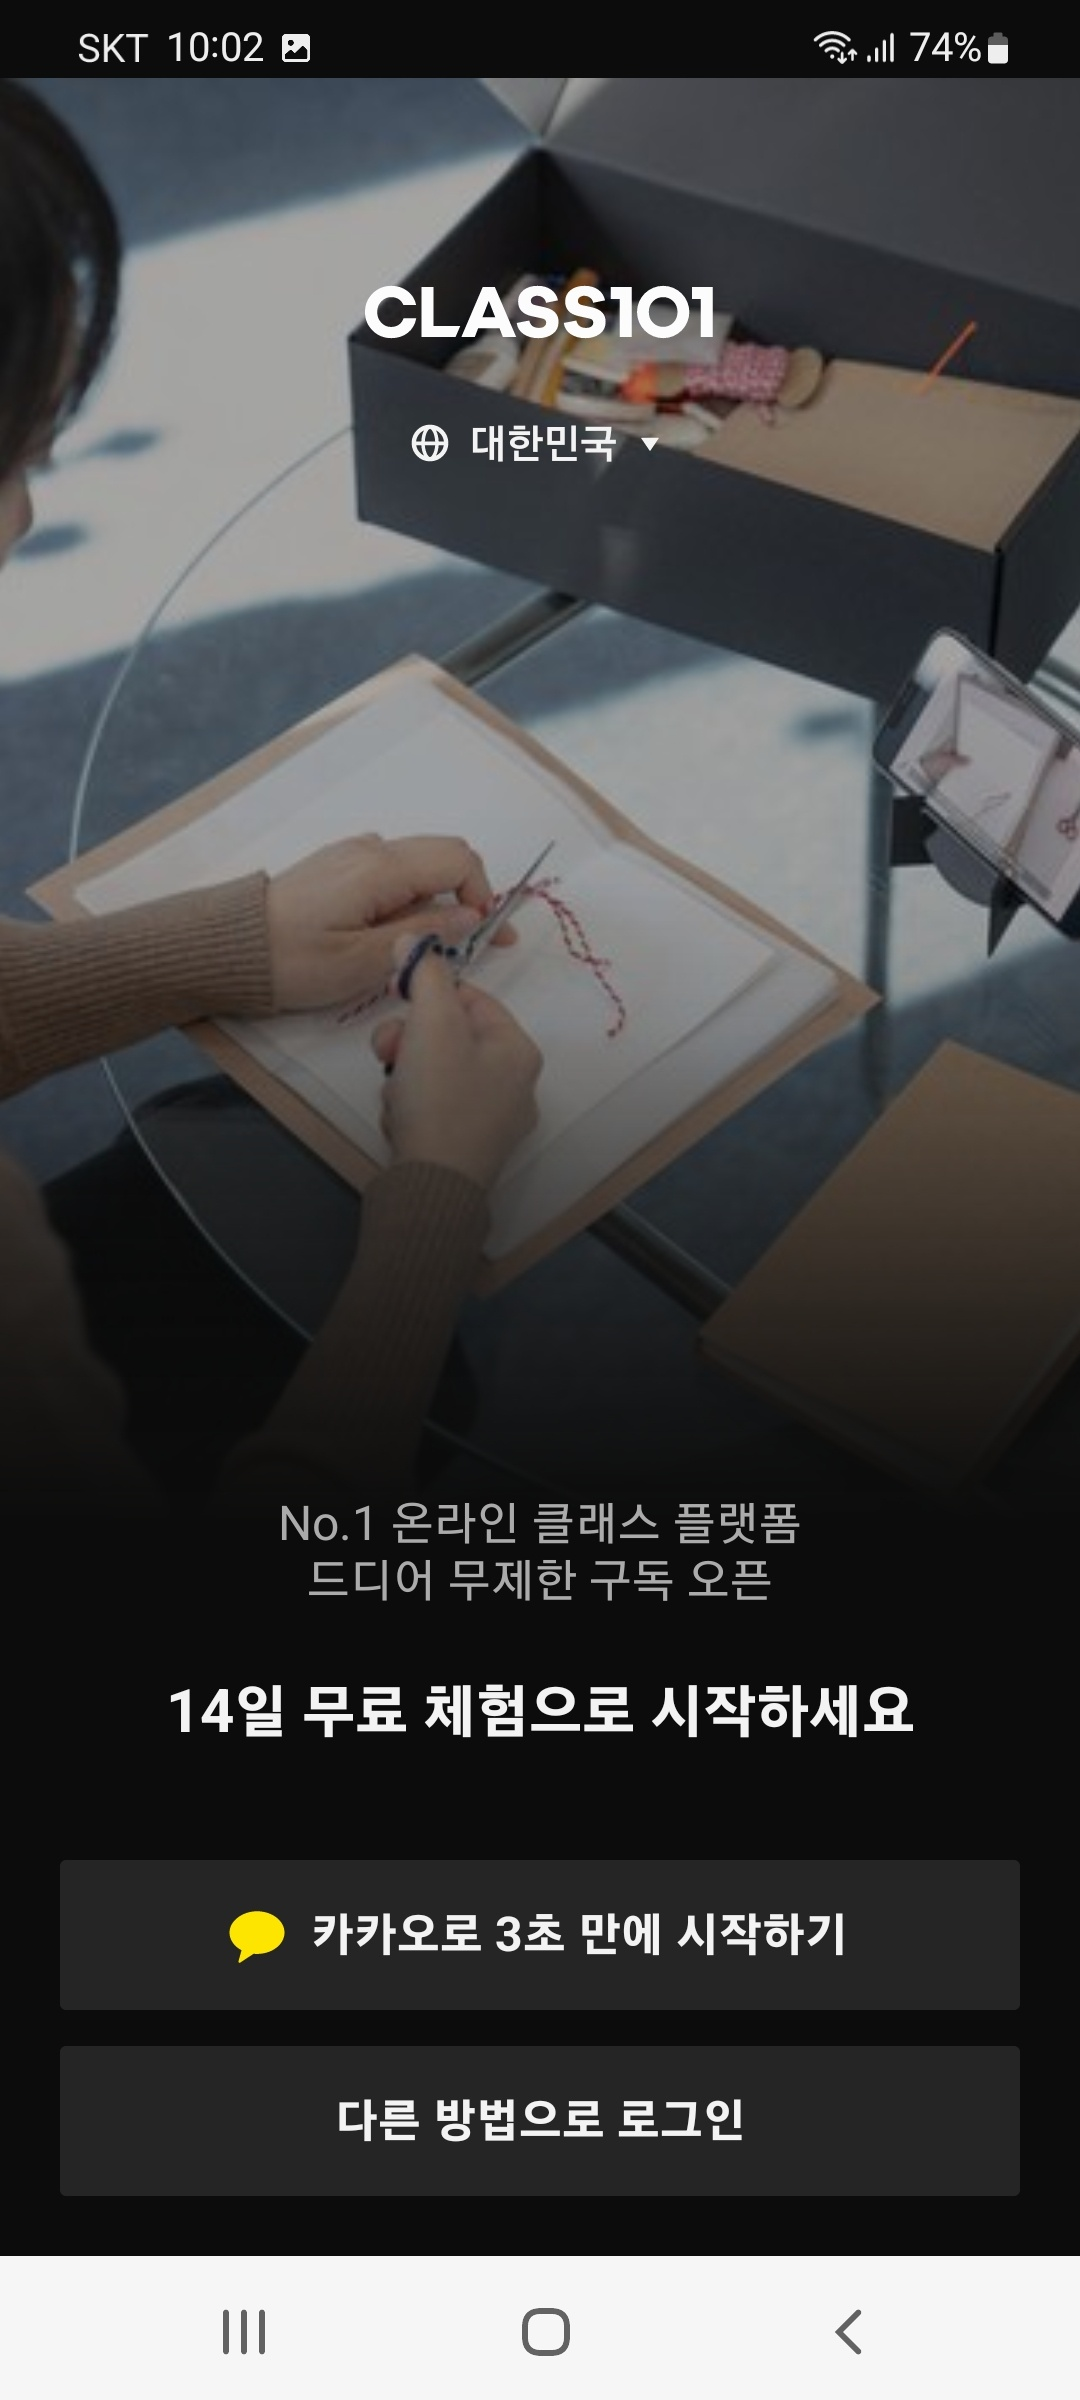 SKT 10:02 74%
CLASS101
대한민국
No.1 온라인 클래스 플랫폼
드디어 무제한 구독 오픈
14일 무료 체험으로 시작하세요
카카오로 3초 만에 시작하기
다른 방법으로 로그인